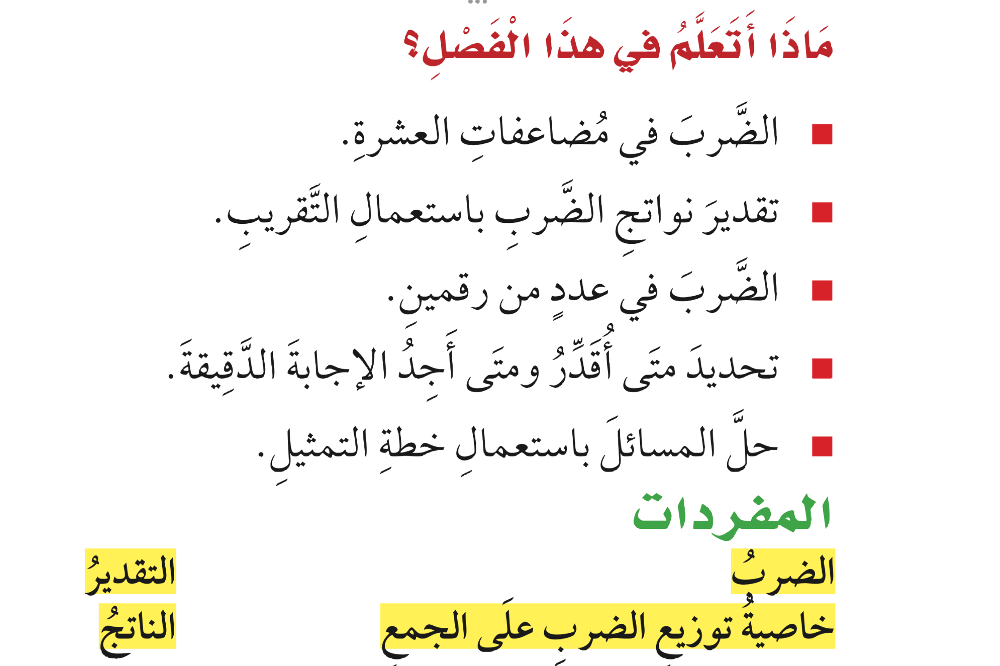 مَاذَا أَتَعَلَّمُ في هذَا الْفَصْلِ؟
الضَّربَ في مُضاعفاتِ العشرةِ.
تقديرَ نواتجِ الضَّربِ باستعمالِ التَّقريبِ.
الضَّربَ في عددٍ من رقمينِ.
تحديدَ متَى أُقَدِّرُ ومتَى أَجِدُ الإجابةَ الدَّقِيقةَ.
حلَّ المسائلَ باستعمالِ خطةِ التمثيلِ.
المفردات
الضربُ التقديرُ
خاصيةُ توزيعِ الضربِ علَى الجمعِ الناتجُ